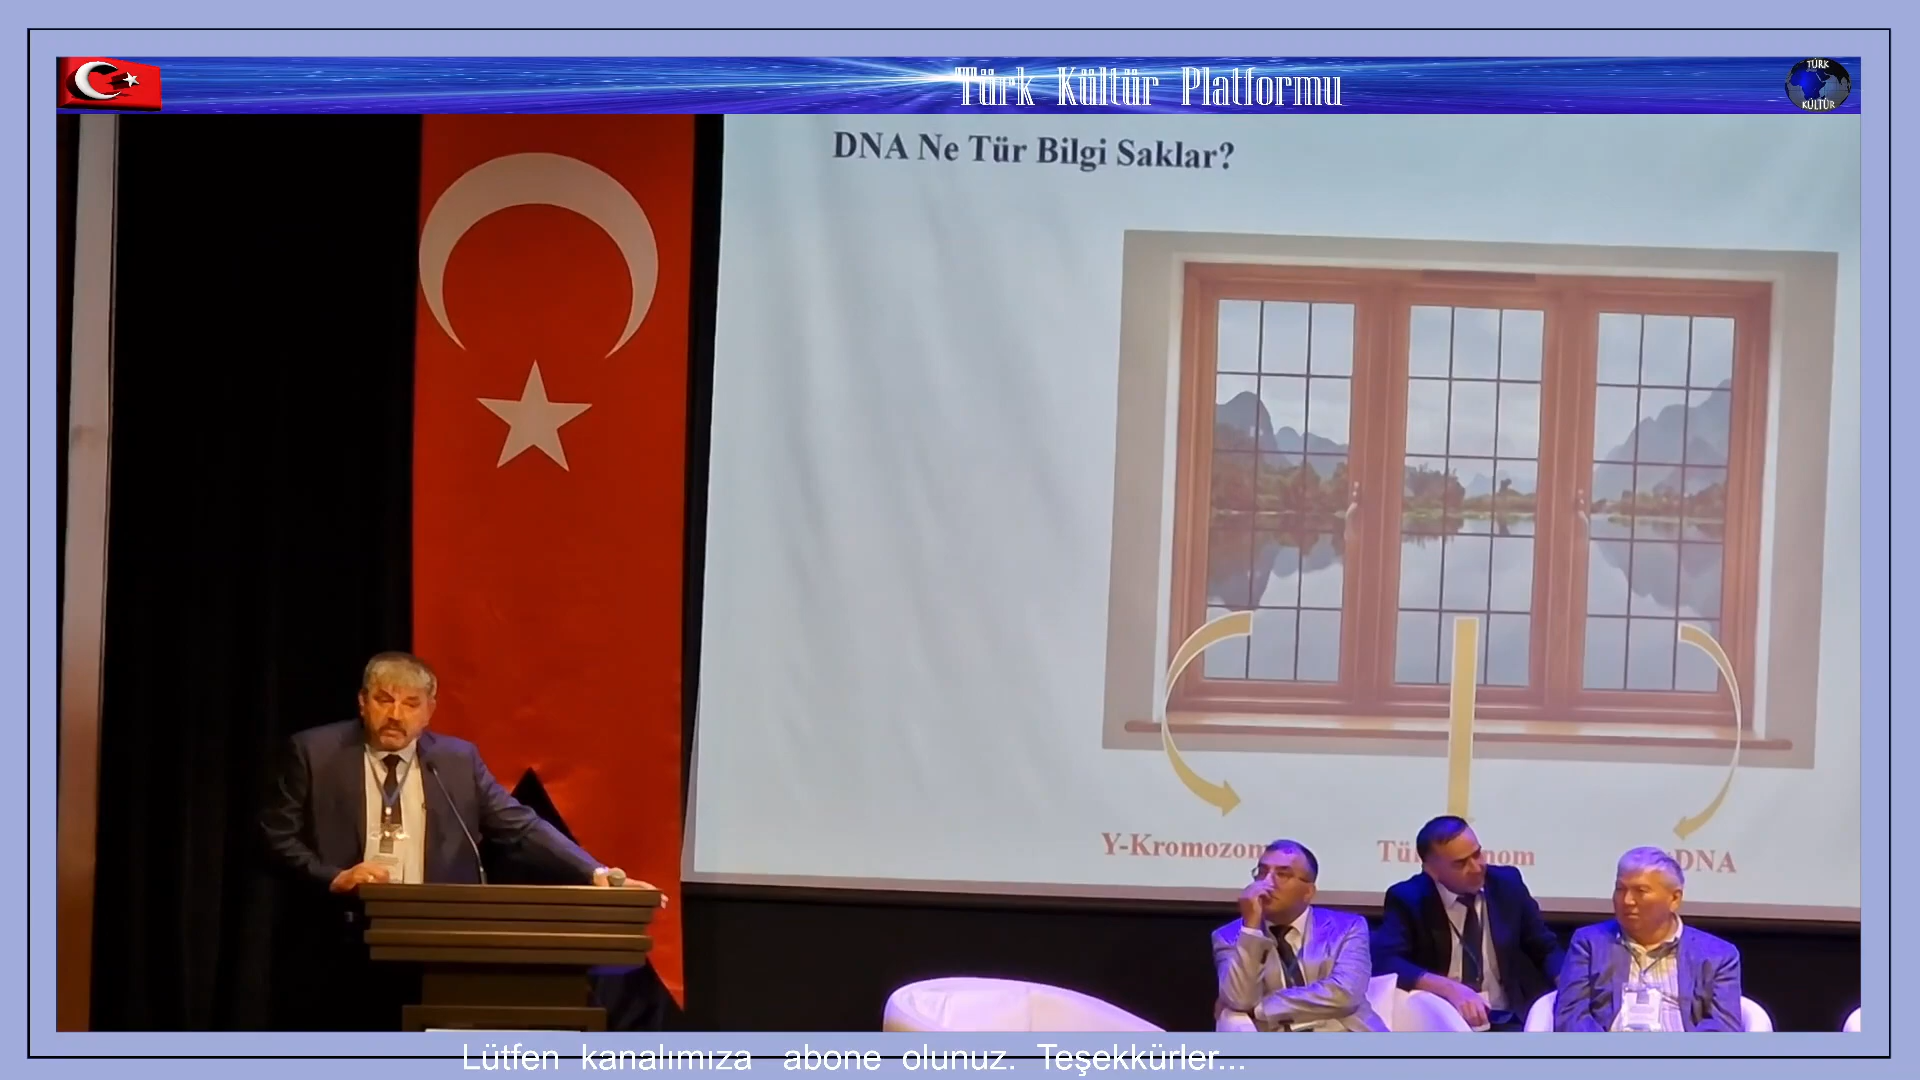 Türk Kültür Platformu
TÜRK
KÜLTÜR
DNA Ne Tür Bilgi Saklar?
Y-Kromozom
DNA
Lütfen kanalımıza abone olunuz. Teşekkürler...